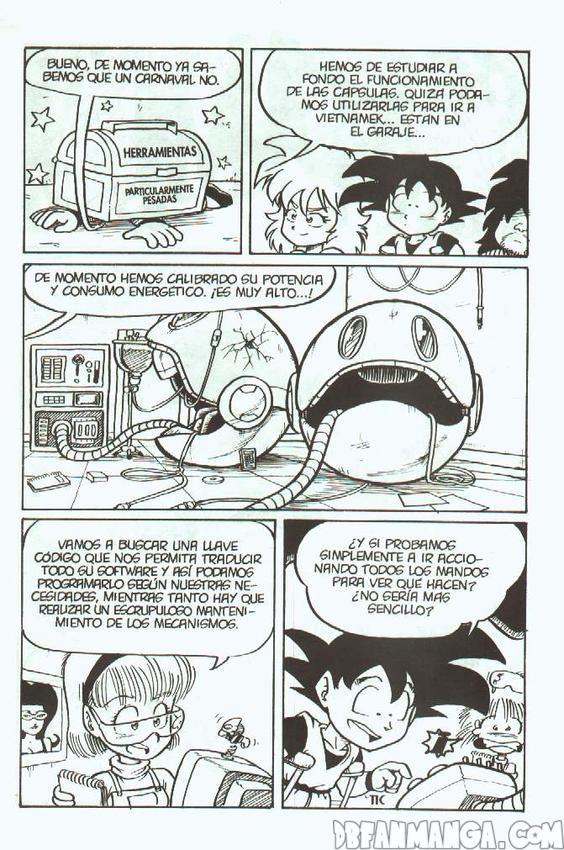 BUENO, DE MOMENTO YA SA-
BEMOS QUE UN CARNAVAL NO.
HERRAMIENTAS
PARTICULARMENTE
PESADAS
HEMOS DE ESTUDIAR A
FONDO EL FUNCIONAMIENTO
DE LAS CÁPSULAS. QUIZÁ PODA-
MOS UTILIZARLAS PARA IR A
VIETNAMEK... ESTÁN EN
EL GARAJE...
DE MOMENTO HEMOS CALIBRADO SU POTENCIA
Y CONSUMO ENERGÉTICO. ¡ES MUY ALTO...!
VAMOS A BUSCAR UNA LLAVE
CÓDIGO QUE NOS PERMITA TRADUCIR
TODO SU SOFTWARE Y ASÍ PODAMOS
PROGRAMARLO SEGÚN NUESTRAS NE-
CESIDADES, MIENTRAS TANTO HAY QUE
REALIZAR UN ESCRUPULOSO MANTENI-
MIENTO DE LOS MECANISMOS.
¿Y SI PROBAMOS
SIMPLEMENTE A IR ACCIO-
NANDO TODOS LOS MANDOS
PARA VER QUE HACEN?
¿NO SERÍA MÁS
SENCILLO?
TIC
DBFANMANGA.COM